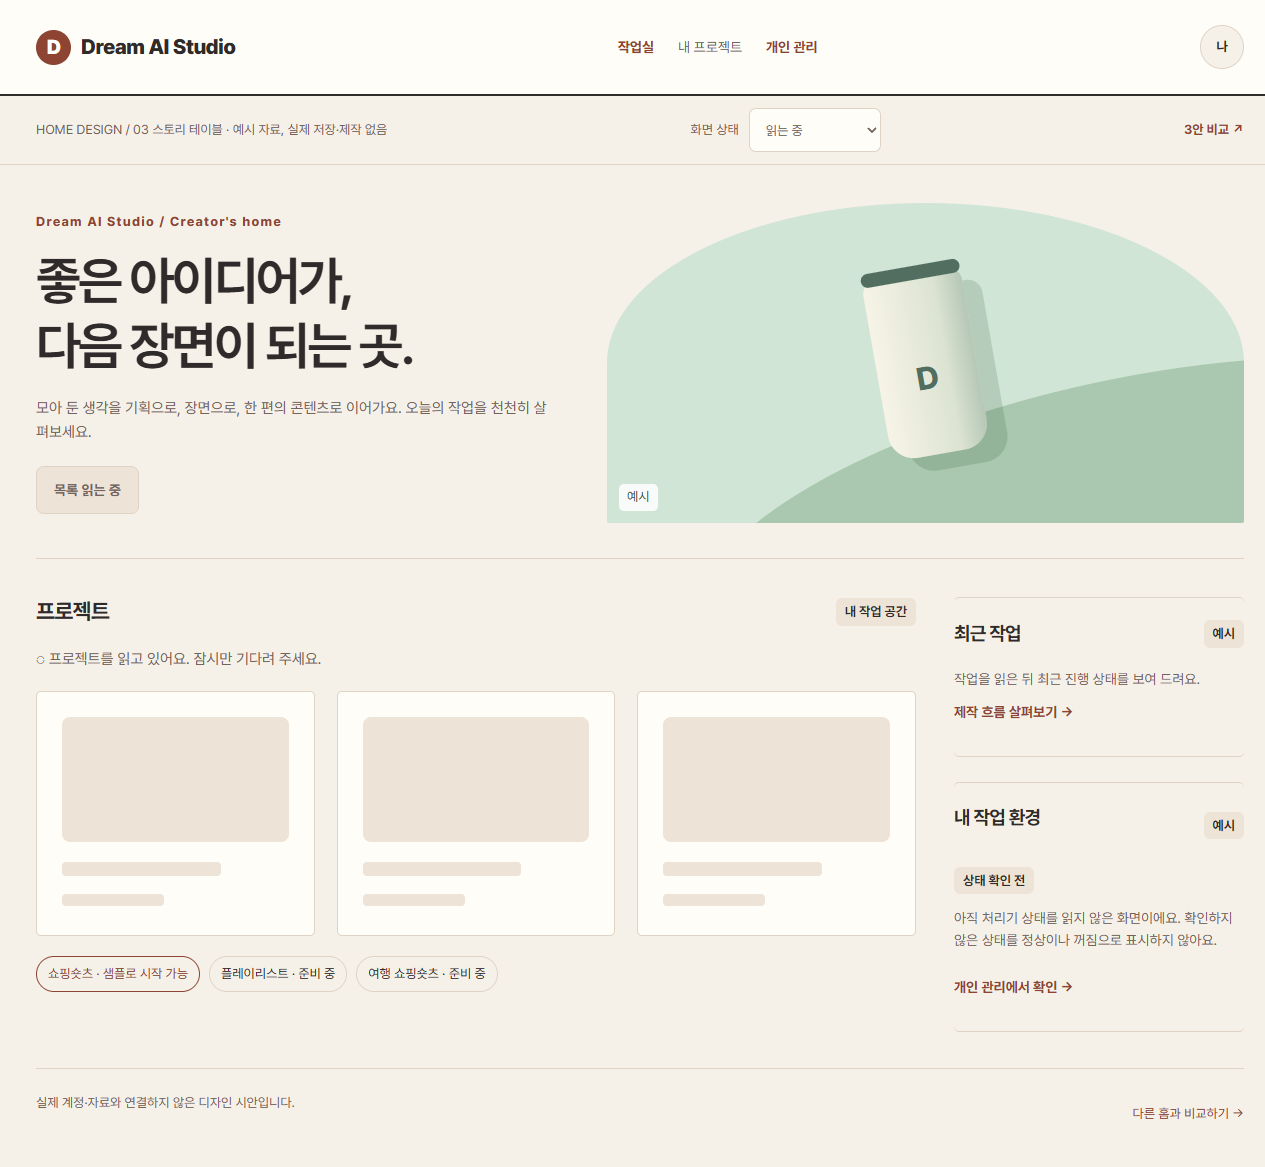 D Dream AI Studio
작업실 내 프로젝트 개인 관리
나
HOME DESIGN / 03 스토리 테이블 · 예시 자료, 실제 저장·제작 없음
화면 상태 읽는 중
3안 비교 ↗
Dream AI Studio / Creator's home
좋은 아이디어가,
다음 장면이 되는 곳.
모아 둔 생각을 기획으로, 장면으로, 한 편의 콘텐츠로 이어가요. 오늘의 작업을 천천히 살
펴보세요.
목록 읽는 중
D
예시
프로젝트
내 작업 공간
○ 프로젝트를 읽고 있어요. 잠시만 기다려 주세요.
쇼핑숏츠 · 샘플로 시작 가능
플레이리스트 · 준비 중
여행 쇼핑숏츠 · 준비 중
최근 작업
예시
작업을 읽은 뒤 최근 진행 상태를 보여 드려요.
제작 흐름 살펴보기 →
내 작업 환경
예시
상태 확인 전
아직 처리기 상태를 읽지 않은 화면이에요. 확인하지
않은 상태를 정상이나 꺼짐으로 표시하지 않아요.
개인 관리에서 확인 →
실제 계정·자료와 연결하지 않은 디자인 시안입니다.
다른 홈과 비교하기 →